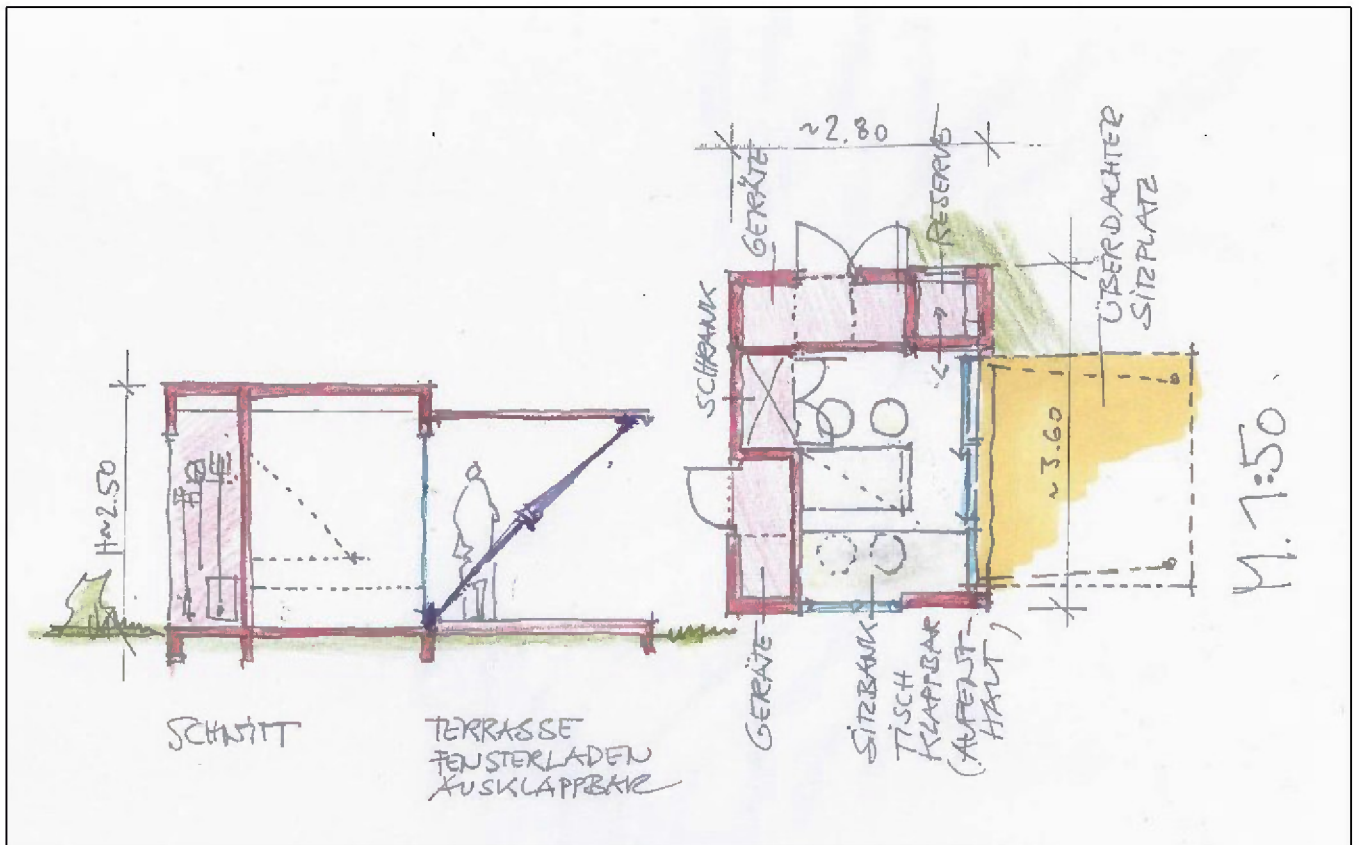 ~2.80
GERÄTE
RESERVE
ÜBERDACHTER
SITZPLATZ
SCHRANK
H~2.50
~3.60
M. 1:50
GERÄTE
SITZBANK
TISCH
KLAPPBAR
(AUFENT-
HALT)
SCHNITT
TERRASSE
FENSTERLADEN
AUSKLAPPBAR